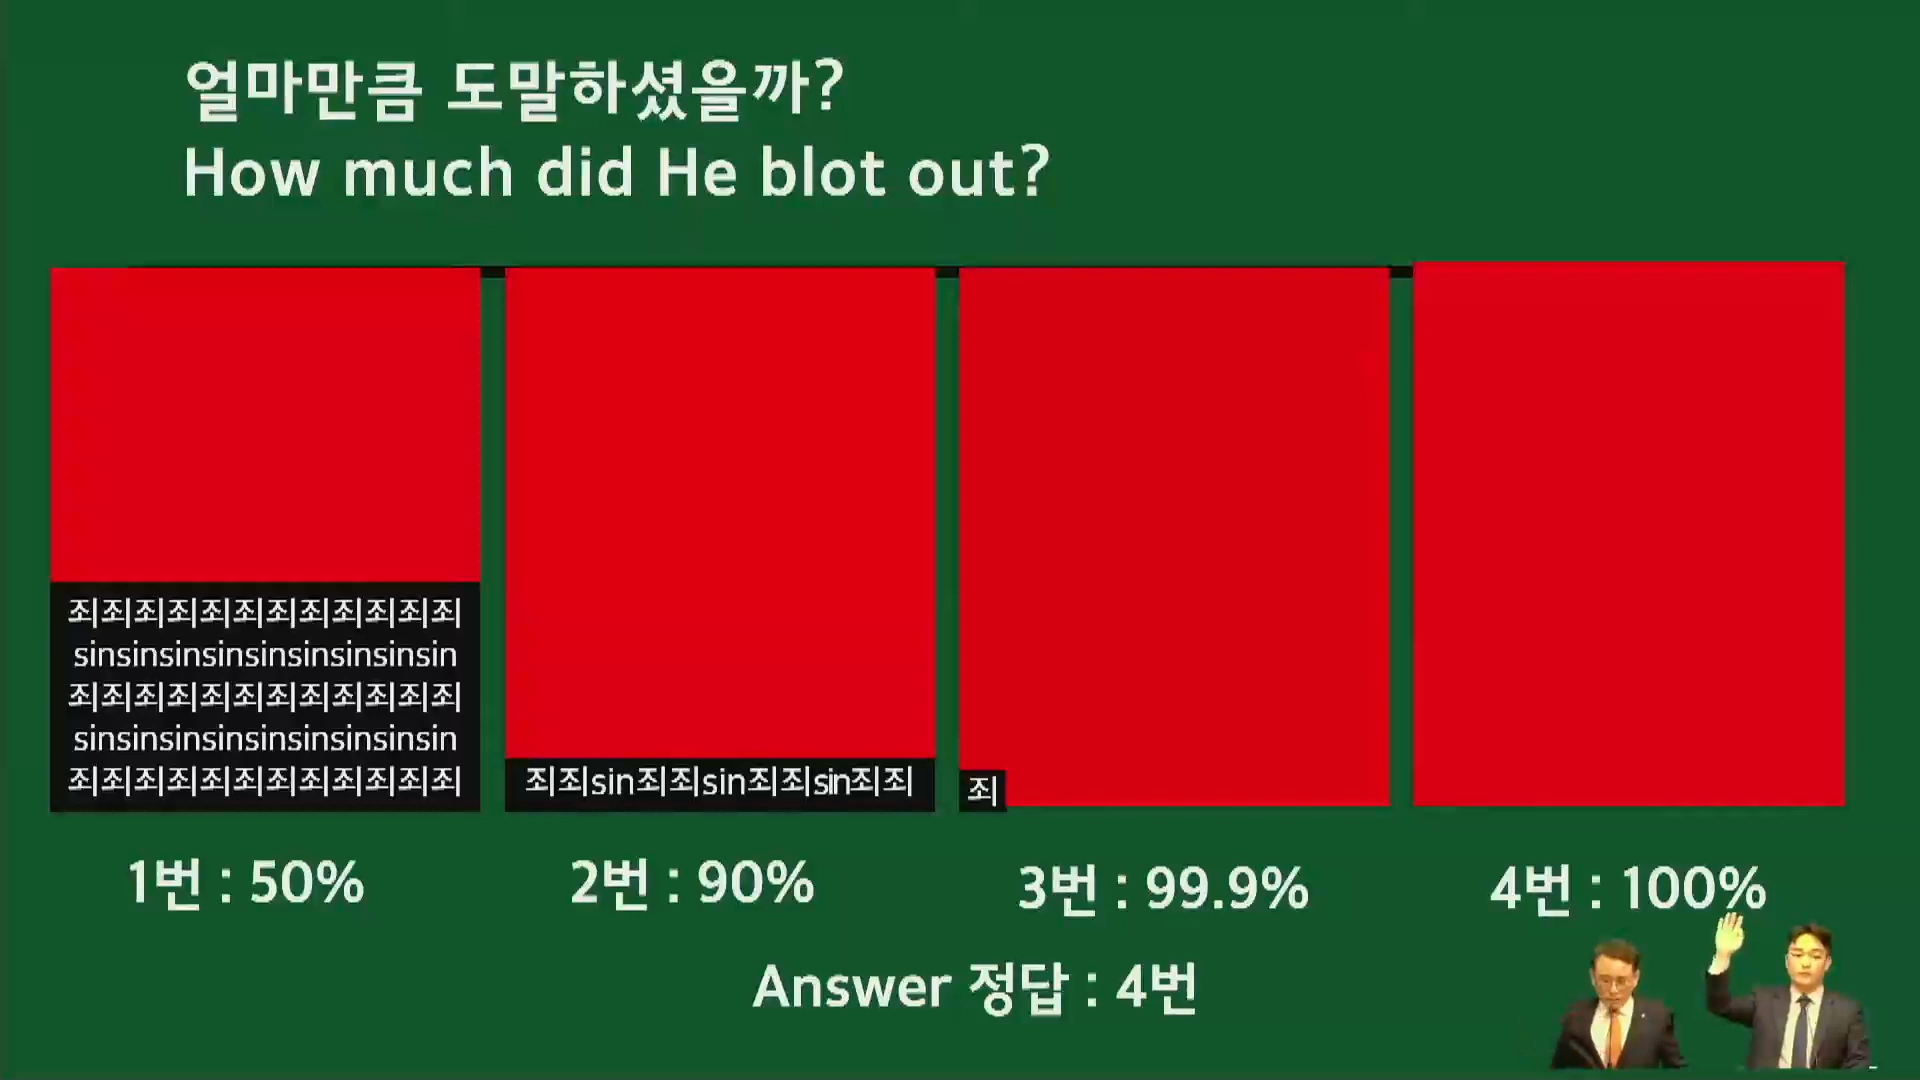 얼마만큼 도말하셨을까?
How much did He blot out?
죄죄죄죄죄죄죄죄죄죄죄죄
sinsinsinsinsinsinsinsinsin
죄죄죄죄죄죄죄죄죄죄죄죄
sinsinsinsinsinsinsinsinsin
죄죄죄죄죄죄죄죄죄죄죄죄
죄죄sin죄죄sin죄죄sin죄죄
죄
1번 : 50%
2번 : 90%
3번 : 99.9%
4번 : 100%
Answer 정답 : 4번